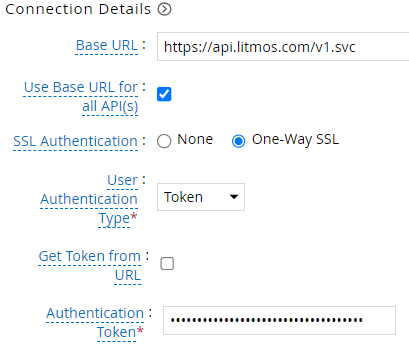 Connection Details
Base URL : https://api.litmos.com/v1.svc
Use Base URL for :
all API(s)
SSL Authentication : None One-Way SSL
User :
Authentication Token
Type*
Get Token from :
URL
Authentication : ••••••••••••••••••••••••••••••••••••
Token*